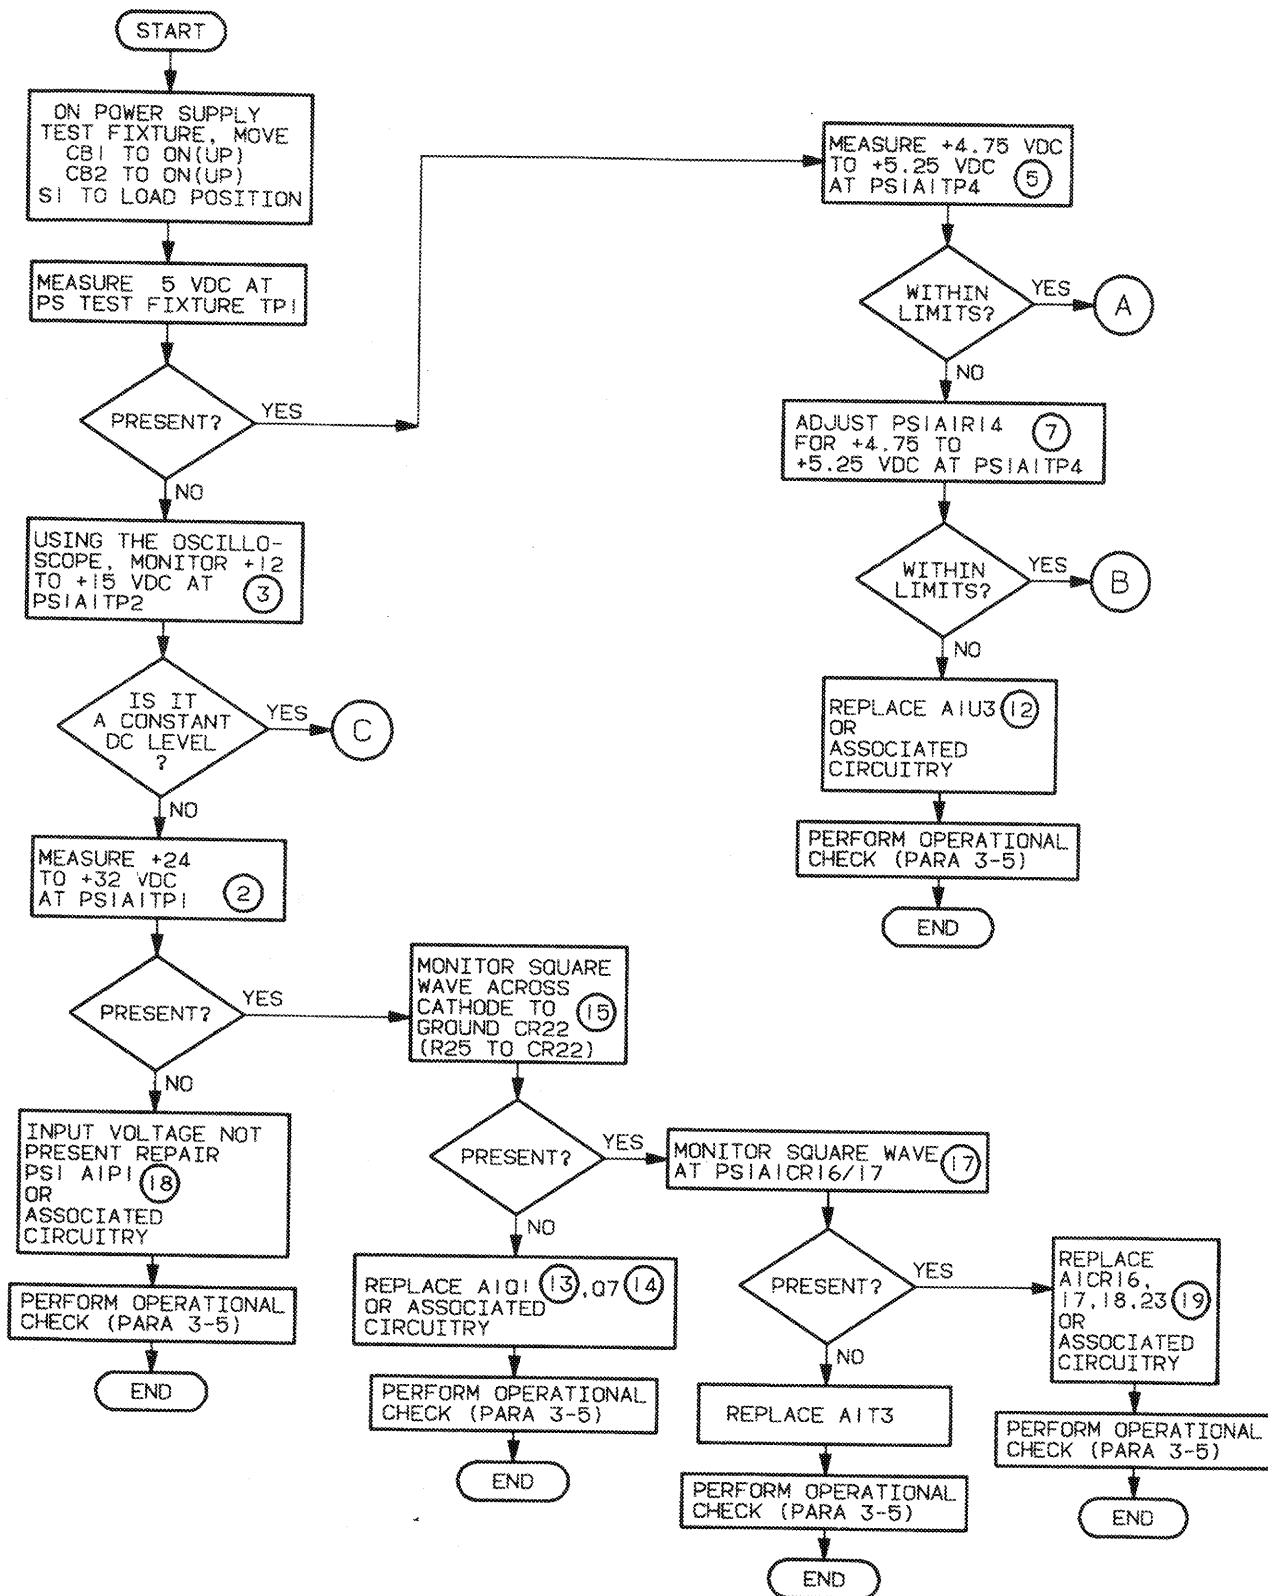 START
ON POWER SUPPLY
TEST FIXTURE, MOVE
CB1 TO ON(UP)
CB2 TO ON(UP)
S1 TO LOAD POSITION
MEASURE 5 VDC AT
PS TEST FIXTURE TP1
PRESENT?
YES
NO
USING THE OSCILLO-
SCOPE, MONITOR +12
TO +15 VDC AT
PS1A1TP2
3
IS IT
A CONSTANT
DC LEVEL
?
YES
C
NO
MEASURE +24
TO +32 VDC
AT PS1A1TP1
2
PRESENT?
YES
NO
INPUT VOLTAGE NOT
PRESENT REPAIR
PS1 A1P1
18
OR
ASSOCIATED
CIRCUITRY
PERFORM OPERATIONAL
CHECK (PARA 3-5)
END
MONITOR SQUARE
WAVE ACROSS
CATHODE TO
GROUND CR22
(R25 TO CR22)
15
PRESENT?
YES
NO
REPLACE A1Q1 13 ,Q7 14
OR ASSOCIATED
CIRCUITRY
PERFORM OPERATIONAL
CHECK (PARA 3-5)
END
MONITOR SQUARE WAVE
AT PS1A1CR16/17
17
PRESENT?
YES
NO
REPLACE A1T3
PERFORM OPERATIONAL
CHECK (PARA 3-5)
END
REPLACE
A1CR16,
17,18,23 19
OR
ASSOCIATED
CIRCUITRY
PERFORM OPERATIONAL
CHECK (PARA 3-5)
END
MEASURE +4.75 VDC
TO +5.25 VDC
AT PS1A1TP4
5
WITHIN
LIMITS?
YES
A
NO
ADJUST PS1A1R14
FOR +4.75 TO
+5.25 VDC AT PS1A1TP4
7
WITHIN
LIMITS?
YES
B
NO
REPLACE A1U3 12
OR
ASSOCIATED
CIRCUITRY
PERFORM OPERATIONAL
CHECK (PARA 3-5)
END